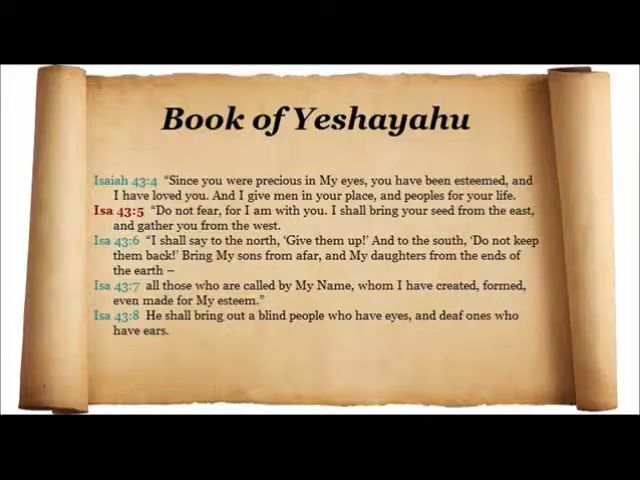 Book of Yeshayahu
Isaiah 43:4 “Since you were precious in My eyes, you have been esteemed, and
I have loved you. And I give men in your place, and peoples for your life.
Isa 43:5 “Do not fear, for I am with you. I shall bring your seed from the east,
and gather you from the west.
Isa 43:6 “I shall say to the north, ‘Give them up!’ And to the south, ‘Do not keep
them back!’ Bring My sons from afar, and My daughters from the ends of
the earth –
Isa 43:7 all those who are called by My Name, whom I have created, formed,
even made for My esteem.”
Isa 43:8 He shall bring out a blind people who have eyes, and deaf ones who
have ears.